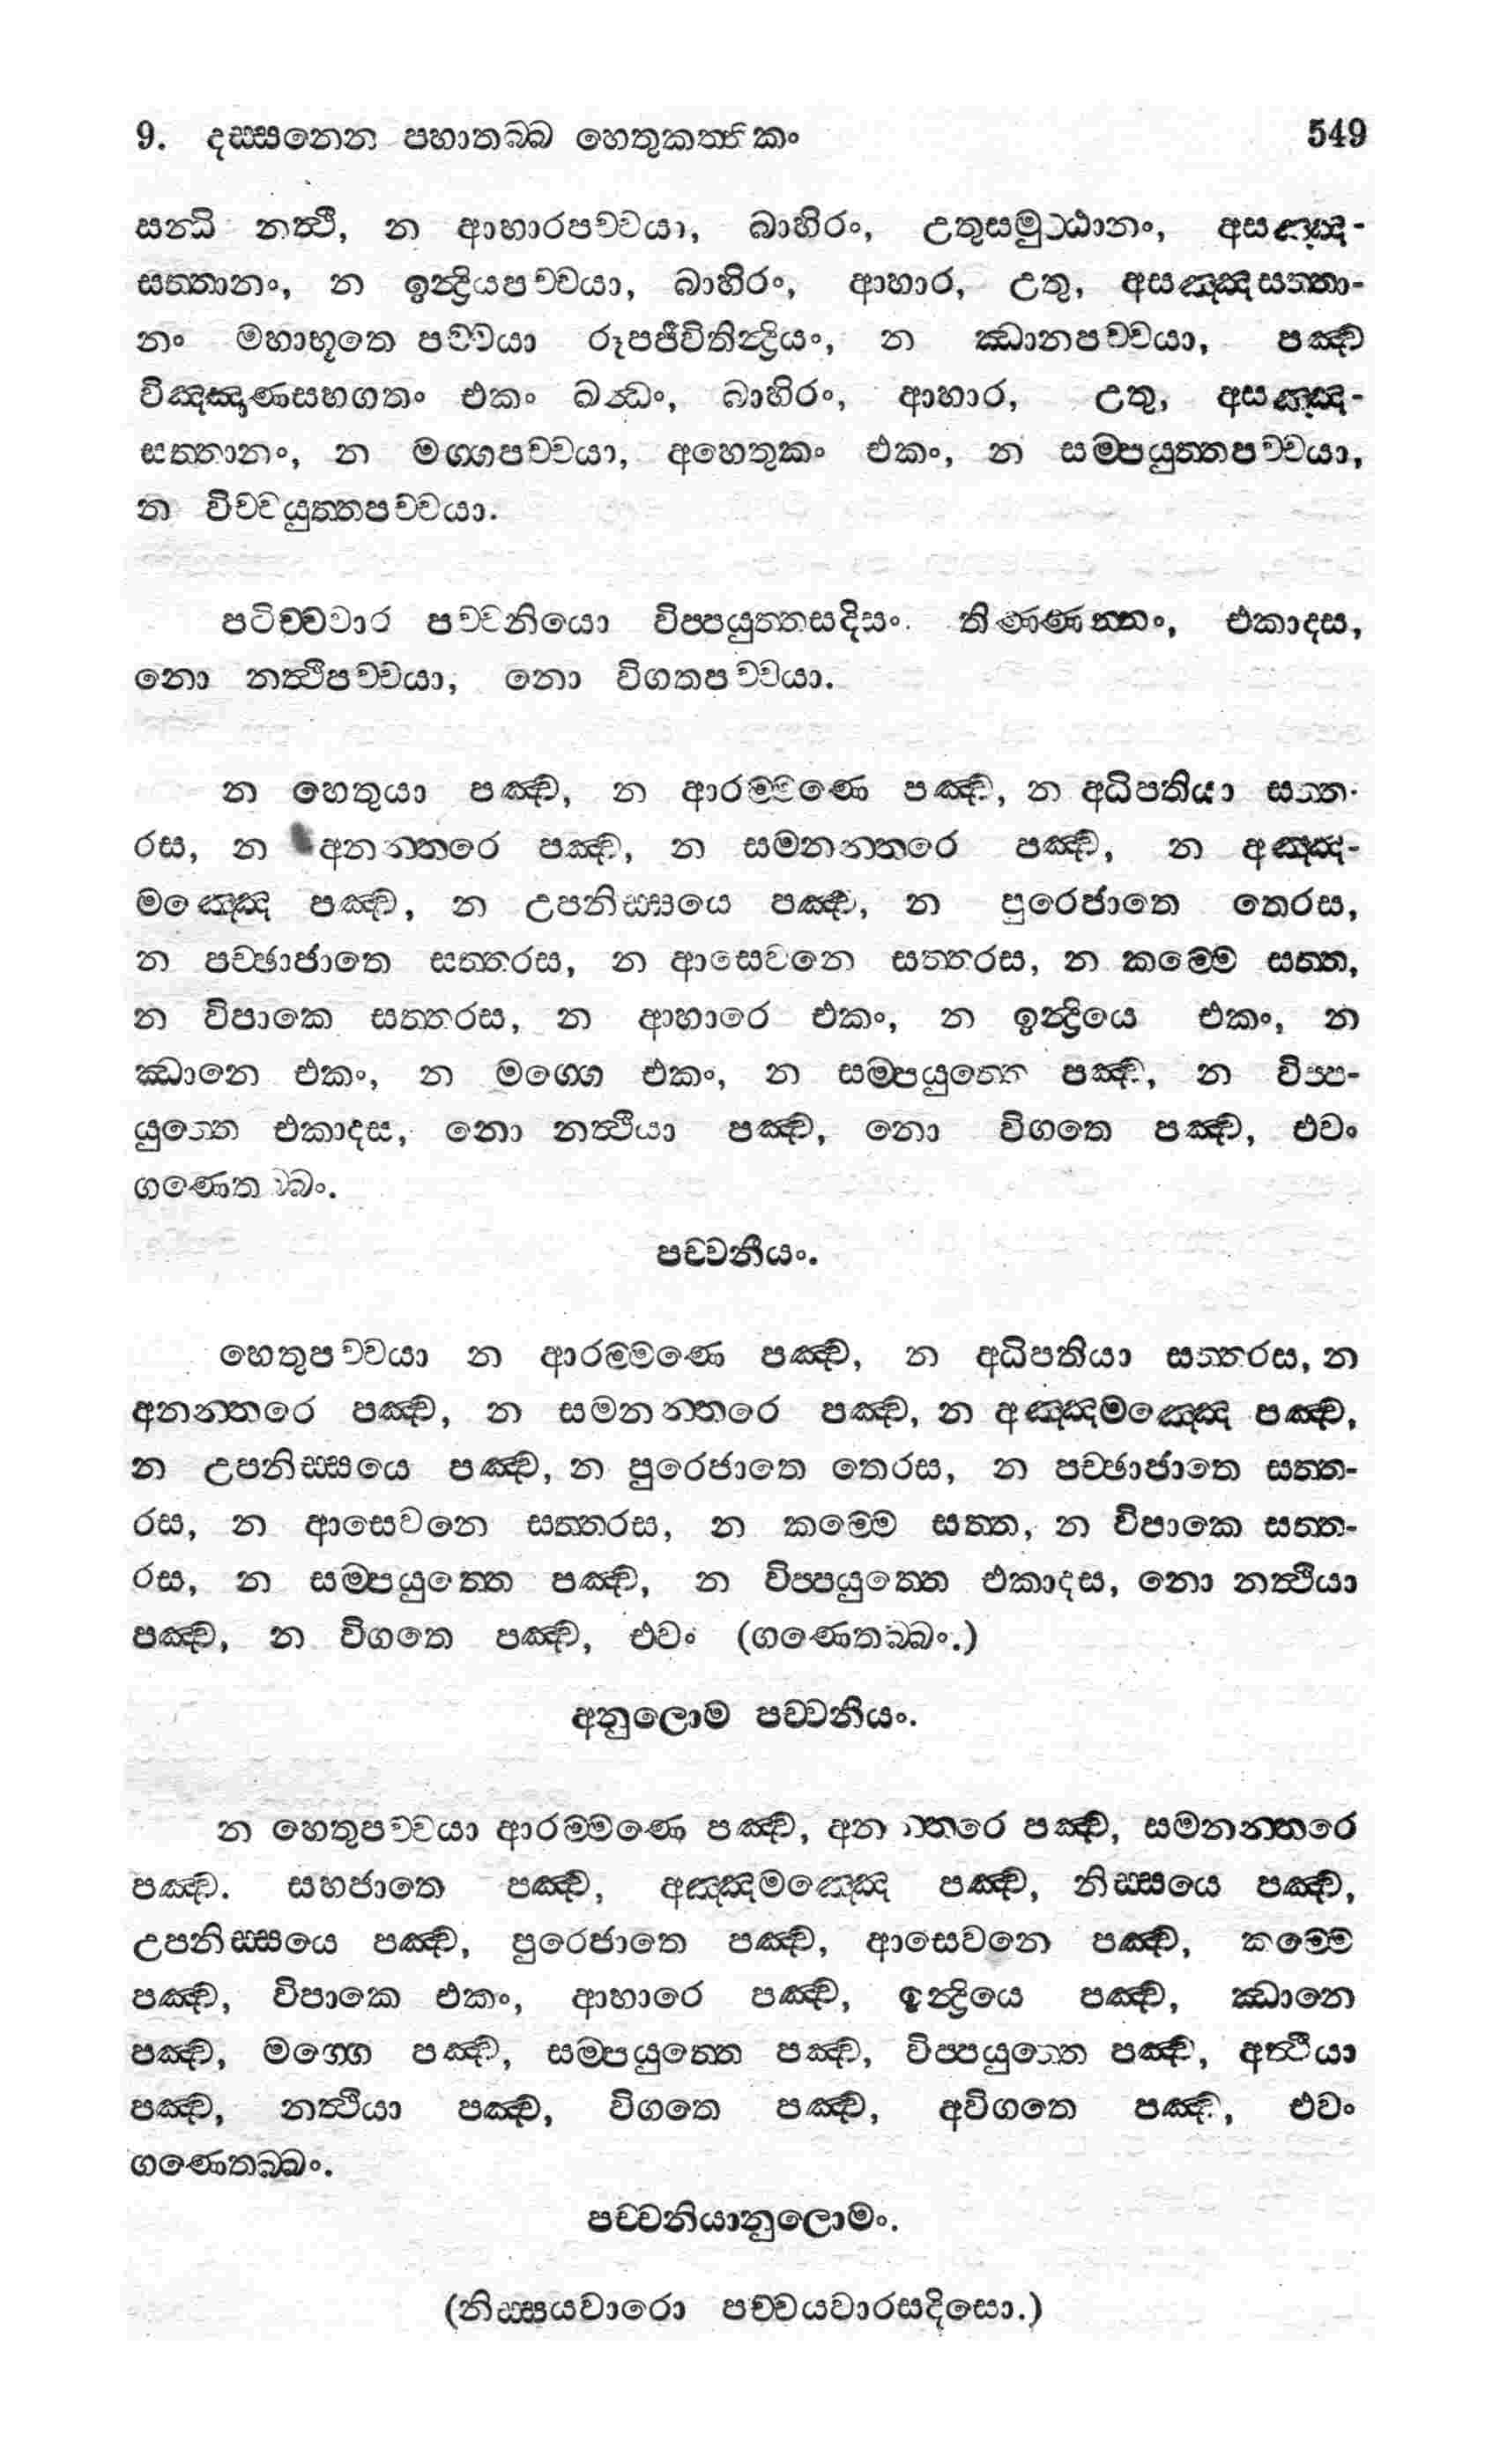 9. දස්සනෙන පහාතබ්බ හෙතුකත්තිකං 549
සන්ධි නත්ථි, න ආහාරපච්චයා, බාහිරං, උතුසමුට්ඨානං, අසඤ්ඤ-
සත්තානං, න ඉන්ද්‍රියපච්චයා, බාහිරං, ආහාර, උතු, අසඤ්ඤසත්තා-
නං මහාභූතෙ පච්චයා රූපජීවිතින්ද්‍රියං, න ඣානපච්චයා, පඤ්ච
විඤ්ඤාණසභගතං එකං ඛන්ධං, බාහිරං, ආහාර, උතු, අසඤ්ඤ-
සත්තානං, න මග්ගපච්චයා, අහෙතුකං එකං, න සම්පයුත්තපච්චයා,
න විච්චයුත්තපච්චයා.
පටිච්චවාර පච්චනියො විප්පයුත්තසදිසං. තිණ්ණන්නං, එකාදස,
නො නත්ථිපච්චයා, නො විගතපච්චයා.
න හෙතුයා පඤ්ච, න ආරම්මණෙ පඤ්ච, න අධිපතියා සත්ත-
රස, න අනන්තරෙ පඤ්ච, න සමනන්තරෙ පඤ්ච, න අඤ්ඤ-
මඤ්ඤෙ පඤ්ච, න උපනිස්සයෙ පඤ්ච, න පුරෙජාතෙ තෙරස,
න පච්ඡාජාතෙ සත්තරස, න ආසෙවනෙ සත්තරස, න කම්මෙ සත්ත,
න විපාකෙ සත්තරස, න ආහාරෙ එකං, න ඉන්ද්‍රියෙ එකං, න
ඣානෙ එකං, න මග්ගෙ එකං, න සම්පයුත්තෙ පඤ්ච, න විප්ප-
යුත්තෙ එකාදස, නො නත්ථියා පඤ්ච, නො විගතෙ පඤ්ච, එවං
ගණෙතබ්බං.
පච්චනීයං.
හෙතුපච්චයා න ආරම්මණෙ පඤ්ච, න අධිපතියා සත්තරස, න
අනන්තරෙ පඤ්ච, න සමනන්තරෙ පඤ්ච, න අඤ්ඤමඤ්ඤෙ පඤ්ච,
න උපනිස්සයෙ පඤ්ච, න පුරෙජාතෙ තෙරස, න පච්ඡාජාතෙ සත්ත-
රස, න ආසෙවනෙ සත්තරස, න කම්මෙ සත්ත, න විපාකෙ සත්ත-
රස, න සම්පයුත්තෙ පඤ්ච, න විප්පයුත්තෙ එකාදස, නො නත්ථියා
පඤ්ච, න විගතෙ පඤ්ච, එවං (ගණෙතබ්බං.)
අනුලොම පච්චනියං.
න හෙතුපච්චයා ආරම්මණෙ පඤ්ච, අනන්තරෙ පඤ්ච, සමනන්තරෙ
පඤ්ච. සහජාතෙ පඤ්ච, අඤ්ඤමඤ්ඤෙ පඤ්ච, නිස්සයෙ පඤ්ච,
උපනිස්සයෙ පඤ්ච, පුරෙජාතෙ පඤ්ච, ආසෙවනෙ පඤ්ච, කම්මෙ
පඤ්ච, විපාකෙ එකං, ආහාරෙ පඤ්ච, ඉන්ද්‍රියෙ පඤ්ච, ඣානෙ
පඤ්ච, මග්ගෙ පඤ්ච, සම්පයුත්තෙ පඤ්ච, විප්පයුත්තෙ පඤ්ච, අත්ථියා
පඤ්ච, නත්ථියා පඤ්ච, විගතෙ පඤ්ච, අවිගතෙ පඤ්ච, එවං
ගණෙතබ්බං.
පච්චනියානුලොමං.
(නිස්සයවාරො පච්චයවාරසදිසො.)